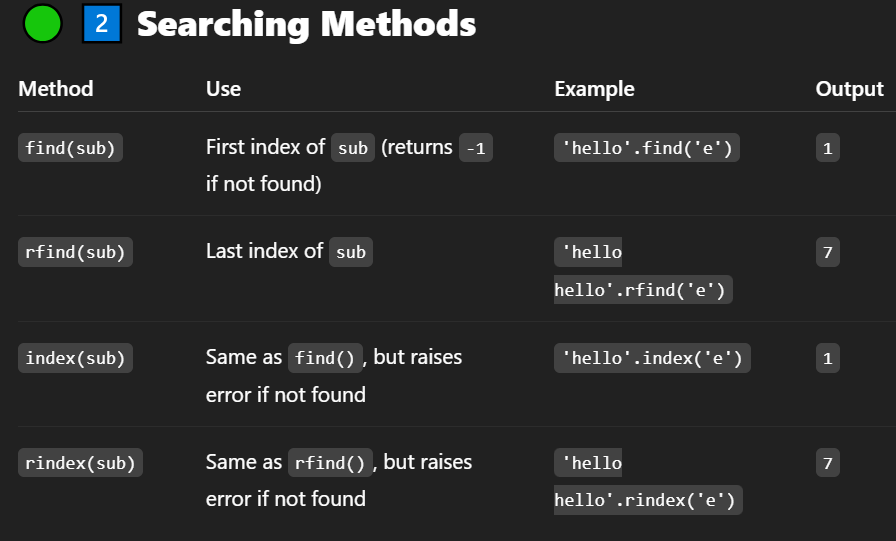 2 Searching Methods
Method Use Example Output
find(sub) First index of sub (returns -1 'hello'.find('e') 1
if not found)
rfind(sub) Last index of sub 'hello 7
hello'.rfind('e')
index(sub) Same as find(), but raises 'hello'.index('e') 1
error if not found
rindex(sub) Same as rfind(), but raises 'hello 7
error if not found hello'.rindex('e')